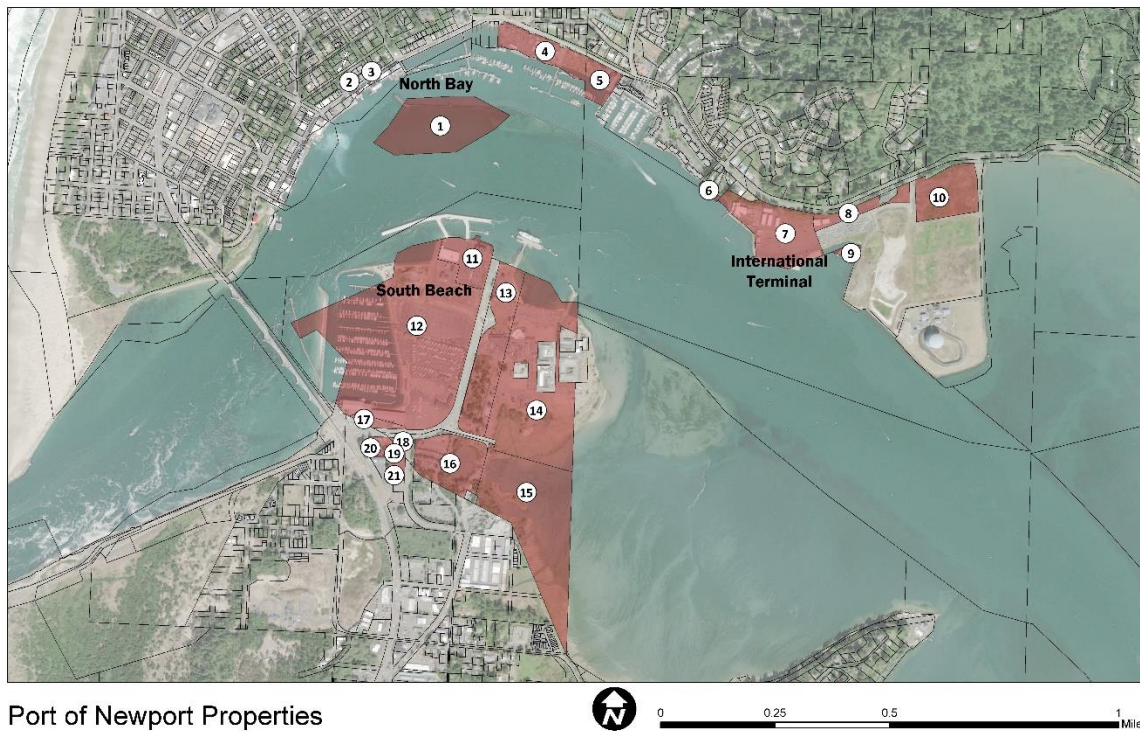 4
3
2
5
North Bay
1
6
10
8
7
9
11
International
Terminal
South Beach
13
12
14
17
18
20
19
16
21
15
Port of Newport Properties
N
0 0.25 0.5 1
Mile